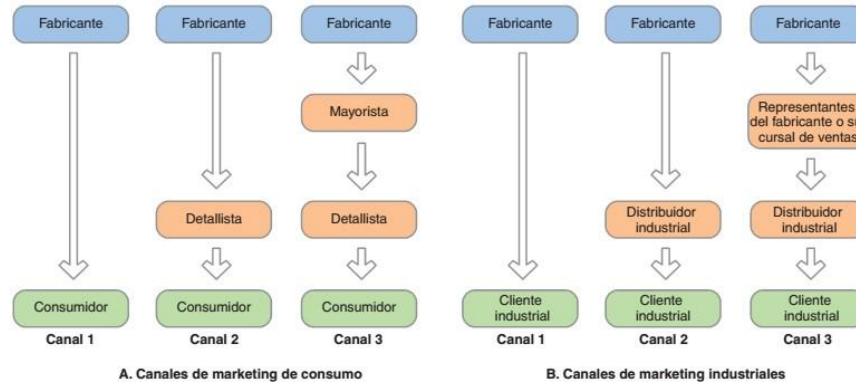 Fabricante
Fabricante
Fabricante
Fabricante
Fabricante
Fabricante
Mayorista
Representantes
del fabricante o su
cursal de ventas
Detallista
Detallista
Distribuidor
industrial
Distribuidor
industrial
Consumidor
Consumidor
Consumidor
Cliente
industrial
Cliente
industrial
Cliente
industrial
Canal 1
Canal 2
Canal 3
Canal 1
Canal 2
Canal 3
A. Canales de marketing de consumo
B. Canales de marketing industriales